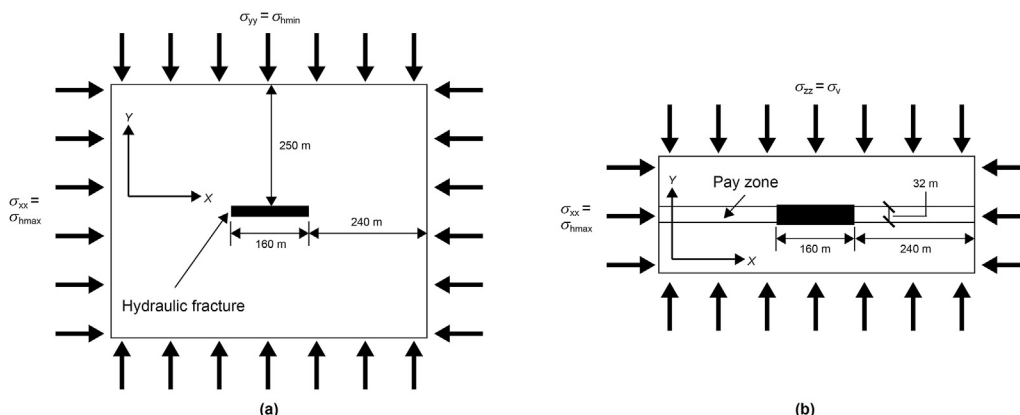 σyy = σhmin
250 m
Y
X
σxx =
σhmax
240 m
160 m
Hydraulic fracture
(a)
σzz = σv
Y
Pay zone
32 m
σxx =
σhmax
X
160 m
240 m
(b)